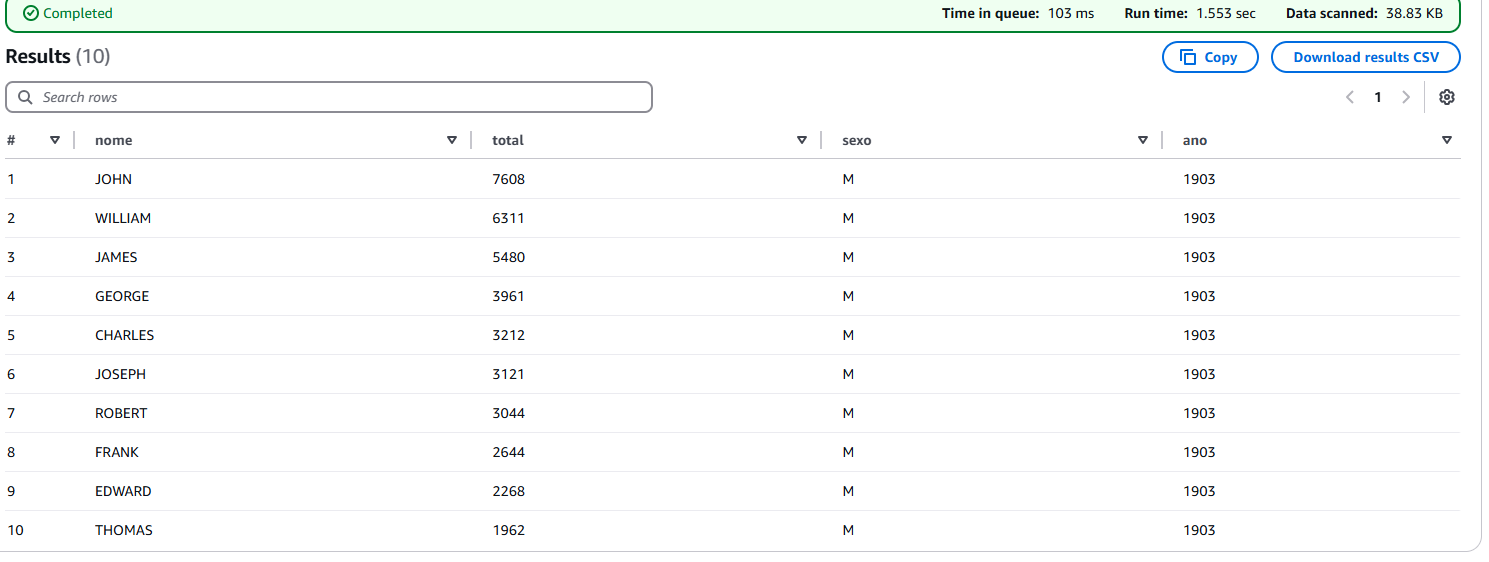 Completed Time in queue: 103 ms Run time: 1.553 sec Data scanned: 38.83 KB
Results (10) Copy Download results CSV
Search rows 1
# nome total sexo ano
1 JOHN 7608 M 1903
2 WILLIAM 6311 M 1903
3 JAMES 5480 M 1903
4 GEORGE 3961 M 1903
5 CHARLES 3212 M 1903
6 JOSEPH 3121 M 1903
7 ROBERT 3044 M 1903
8 FRANK 2644 M 1903
9 EDWARD 2268 M 1903
10 THOMAS 1962 M 1903